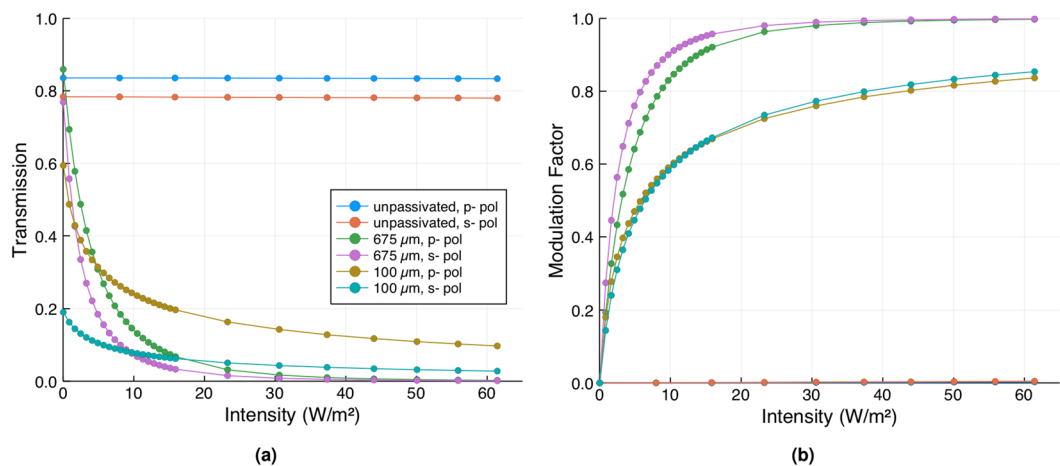 1.0
0.8
0.6
0.4
0.2
0.0
Transmission
unpassivated, p- pol
unpassivated, s- pol
675 µm, p- pol
675 µm, s- pol
100 µm, p- pol
100 µm, s- pol
0 10 20 30 40 50 60
Intensity (W/m²)
(a)
1.0
0.8
0.6
0.4
0.2
0.0
Modulation Factor
0 10 20 30 40 50 60
Intensity (W/m²)
(b)